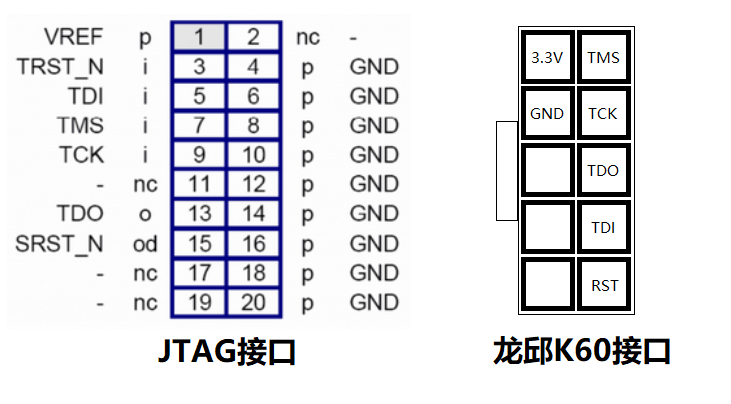 VREF p 1 2 nc -
TRST_N i 3 4 p GND
TDI i 5 6 p GND
TMS i 7 8 p GND
TCK i 9 10 p GND
- nc 11 12 p GND
TDO o 13 14 p GND
SRST_N od 15 16 p GND
- nc 17 18 p GND
- nc 19 20 p GND
JTAG接口
3.3V TMS
GND TCK
TDO
TDI
RST
龙邱K60接口